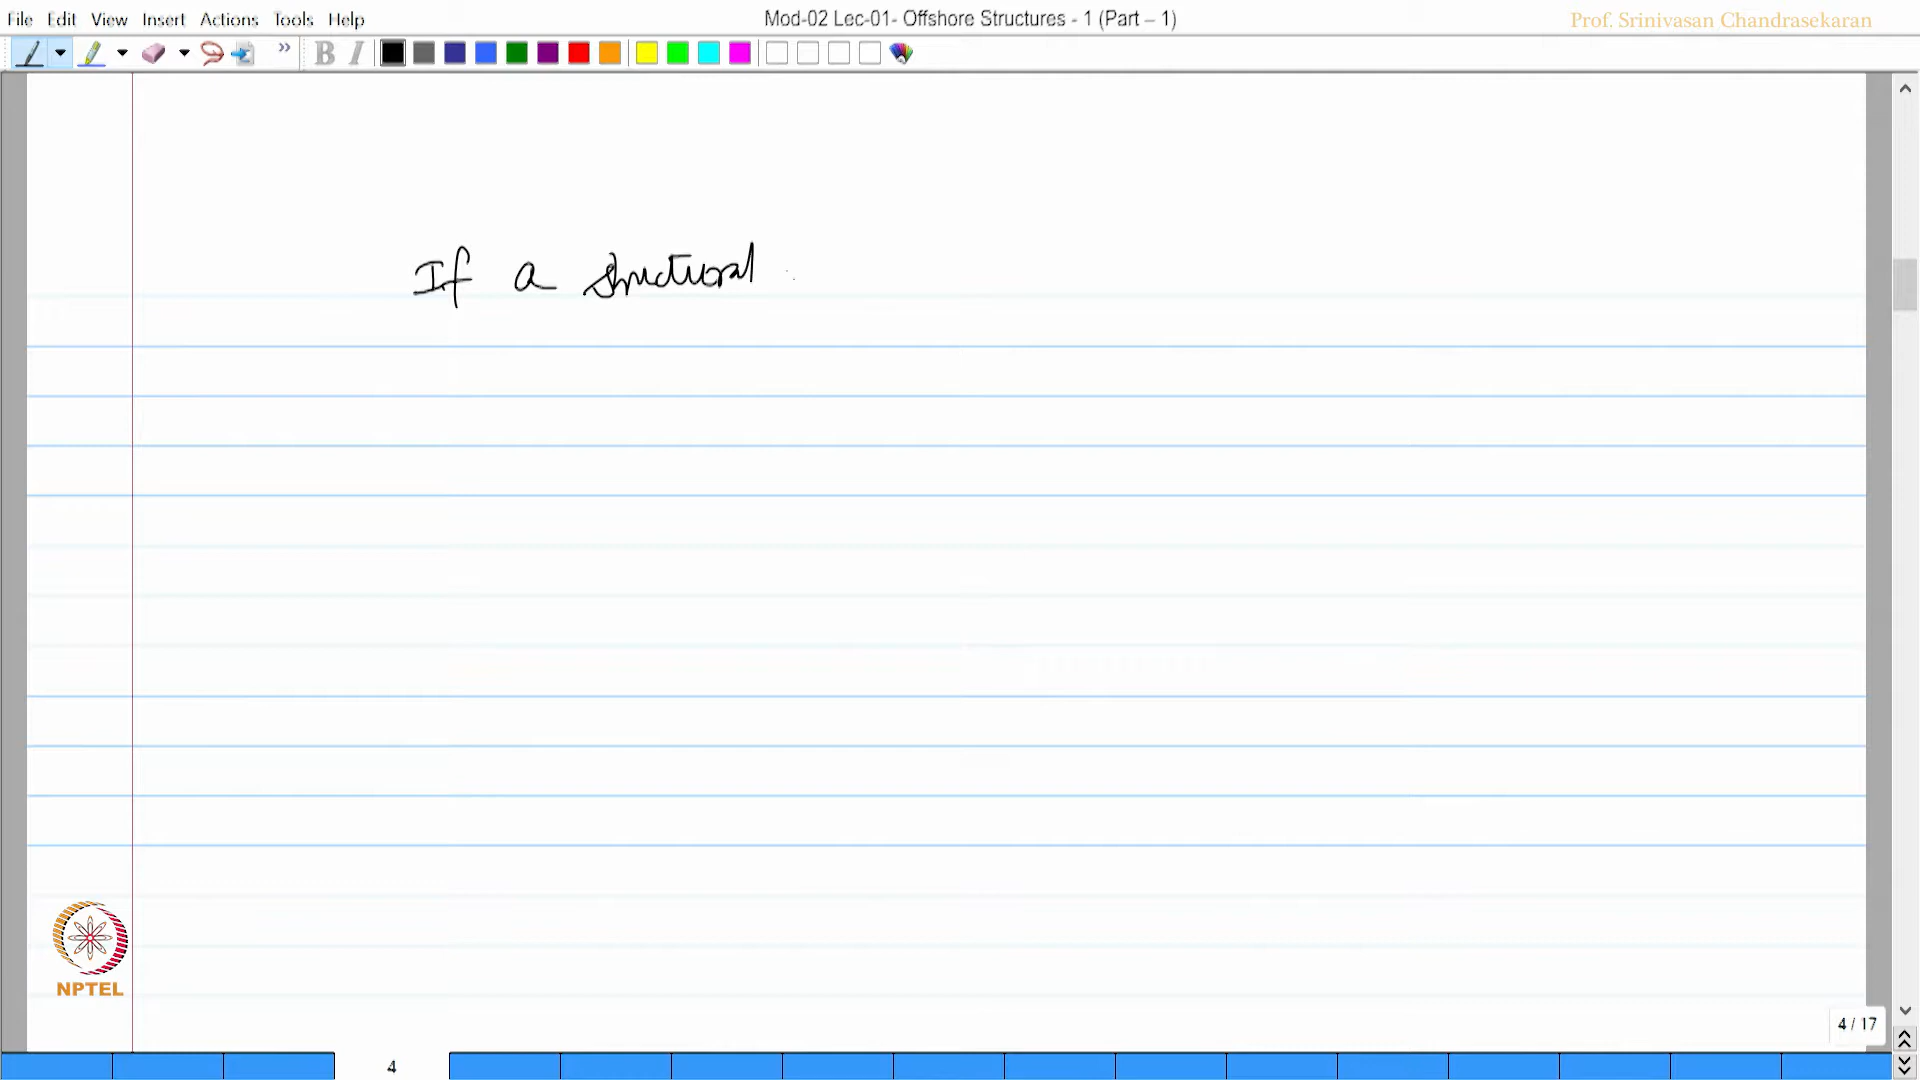 File Edit View Insert Actions Tools Help
Mod-02 Lec-01- Offshore Structures - 1 (Part – 1)
Prof. Srinivasan Chandrasekaran
B I
If a structural
NPTEL
4 / 17
4